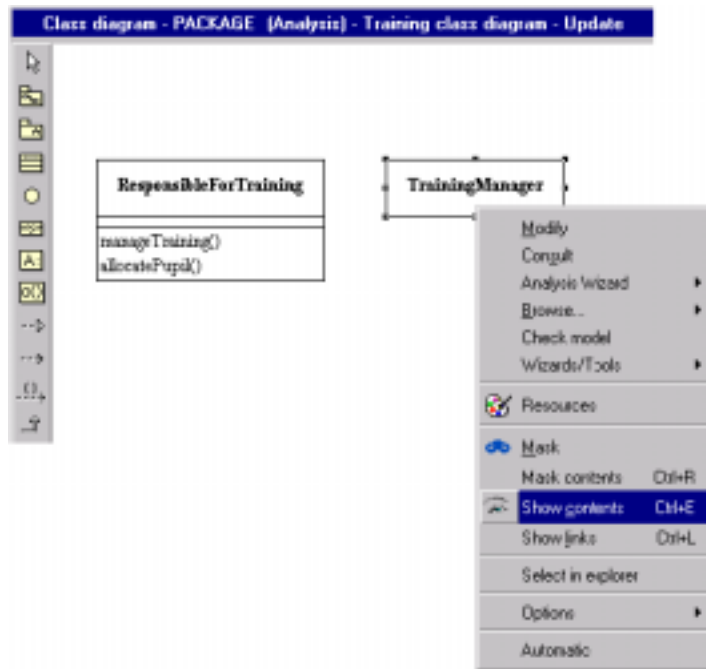 Class diagram - PACKAGE (Analysis) - Training class diagram - Update
ResponsibleForTraining
manageTraining()
allocatePupil()
TrainingManager
Modify
Consult
Analysis Wizard
Browse...
Check model
Wizards/Tools
Resources
Mask
Mask contents Ctrl+R
Show contents Ctrl+E
Show links Ctrl+L
Select in explorer
Options
Automatic